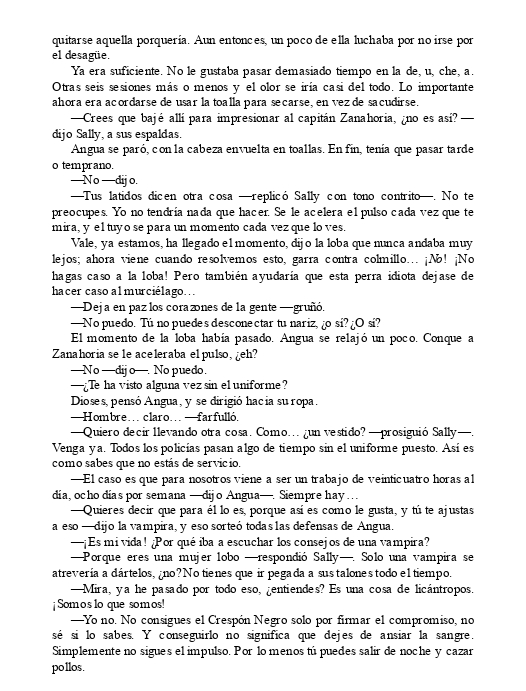 quitarse aquella porquería. Aun entonces, un poco de ella luchaba por no irse por
el desagüe.
Ya era suficiente. No le gustaba pasar demasiado tiempo en la de, u, che, a.
Otras seis sesiones más o menos y el olor se iría casi del todo. Lo importante
ahora era acordarse de usar la toalla para secarse, en vez de sacudirse.
—Crees que bajé allí para impresionar al capitán Zanahoria, ¿no es así? —
dijo Sally, a sus espaldas.
Angua se paró, con la cabeza envuelta en toallas. En fin, tenía que pasar tarde
o temprano.
—No —dijo.
—Tus latidos dicen otra cosa —replicó Sally con tono contrito—. No te
preocupes. Yo no tendría nada que hacer. Se le acelera el pulso cada vez que te
mira, y el tuyo se para un momento cada vez que lo ves.
Vale, ya estamos, ha llegado el momento, dijo la loba que nunca andaba muy
lejos; ahora viene cuando resolvemos esto, garra contra colmillo… ¡No! ¡No
hagas caso a la loba! Pero también ayudaría que esta perra idiota dejase de
hacer caso al murciélago…
—Deja en paz los corazones de la gente —gruñó.
—No puedo. Tú no puedes desconectar tu nariz, ¿o sí? ¿O sí?
El momento de la loba había pasado. Angua se relajó un poco. Conque a
Zanahoria se le aceleraba el pulso, ¿eh?
—No —dijo—. No puedo.
—¿Te ha visto alguna vez sin el uniforme?
Dioses, pensó Angua, y se dirigió hacia su ropa.
—Hombre… claro… —farfulló.
—Quiero decir llevando otra cosa. Como… ¿un vestido? —prosiguió Sally—.
Venga ya. Todos los policías pasan algo de tiempo sin el uniforme puesto. Así es
como sabes que no estás de servicio.
—El caso es que para nosotros viene a ser un trabajo de veinticuatro horas al
día, ocho días por semana —dijo Angua—. Siempre hay…
—Quieres decir que para él lo es, porque así es como le gusta, y tú te ajustas
a eso —dijo la vampira, y eso sorteó todas las defensas de Angua.
—¡Es mi vida! ¿Por qué iba a escuchar los consejos de una vampira?
—Porque eres una mujer lobo —respondió Sally—. Solo una vampira se
atrevería a dártelos, ¿no? No tienes que ir pegada a sus talones todo el tiempo.
—Mira, ya he pasado por todo eso, ¿entiendes? Es una cosa de licántropos.
¡Somos lo que somos!
—Yo no. No consigues el Crespón Negro solo por firmar el compromiso, no
sé si lo sabes. Y conseguirlo no significa que dejes de ansiar la sangre.
Simplemente no sigues el impulso. Por lo menos tú puedes salir de noche y cazar
pollos.